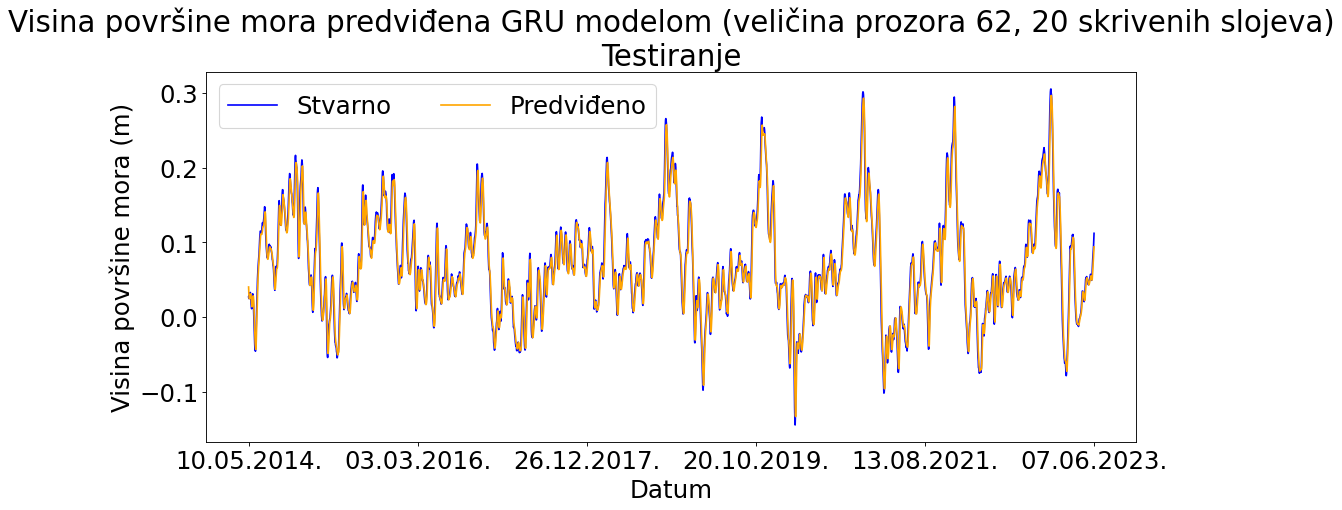 Visina površine mora predviđena GRU modelom (veličina prozora 62, 20 skrivenih slojeva)
Testiranje
Stvarno Predviđeno
Visina površine mora (m)
0.3
0.2
0.1
0.0
−0.1
10.05.2014. 03.03.2016. 26.12.2017. 20.10.2019. 13.08.2021. 07.06.2023.
Datum